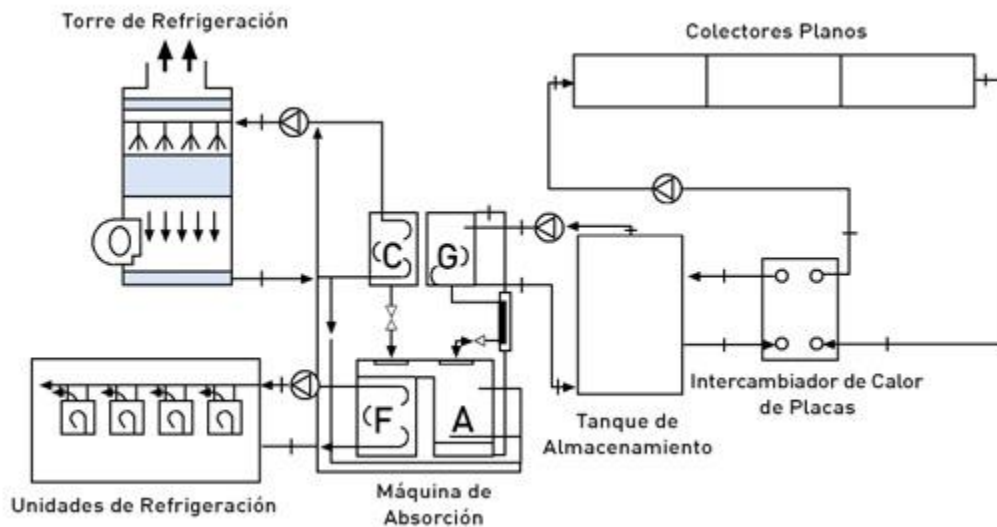 Torre de Refrigeración
Colectores Planos
C
G
F
A
Intercambiador de Calor
de Placas
Tanque de
Almacenamiento
Máquina de
Absorción
Unidades de Refrigeración